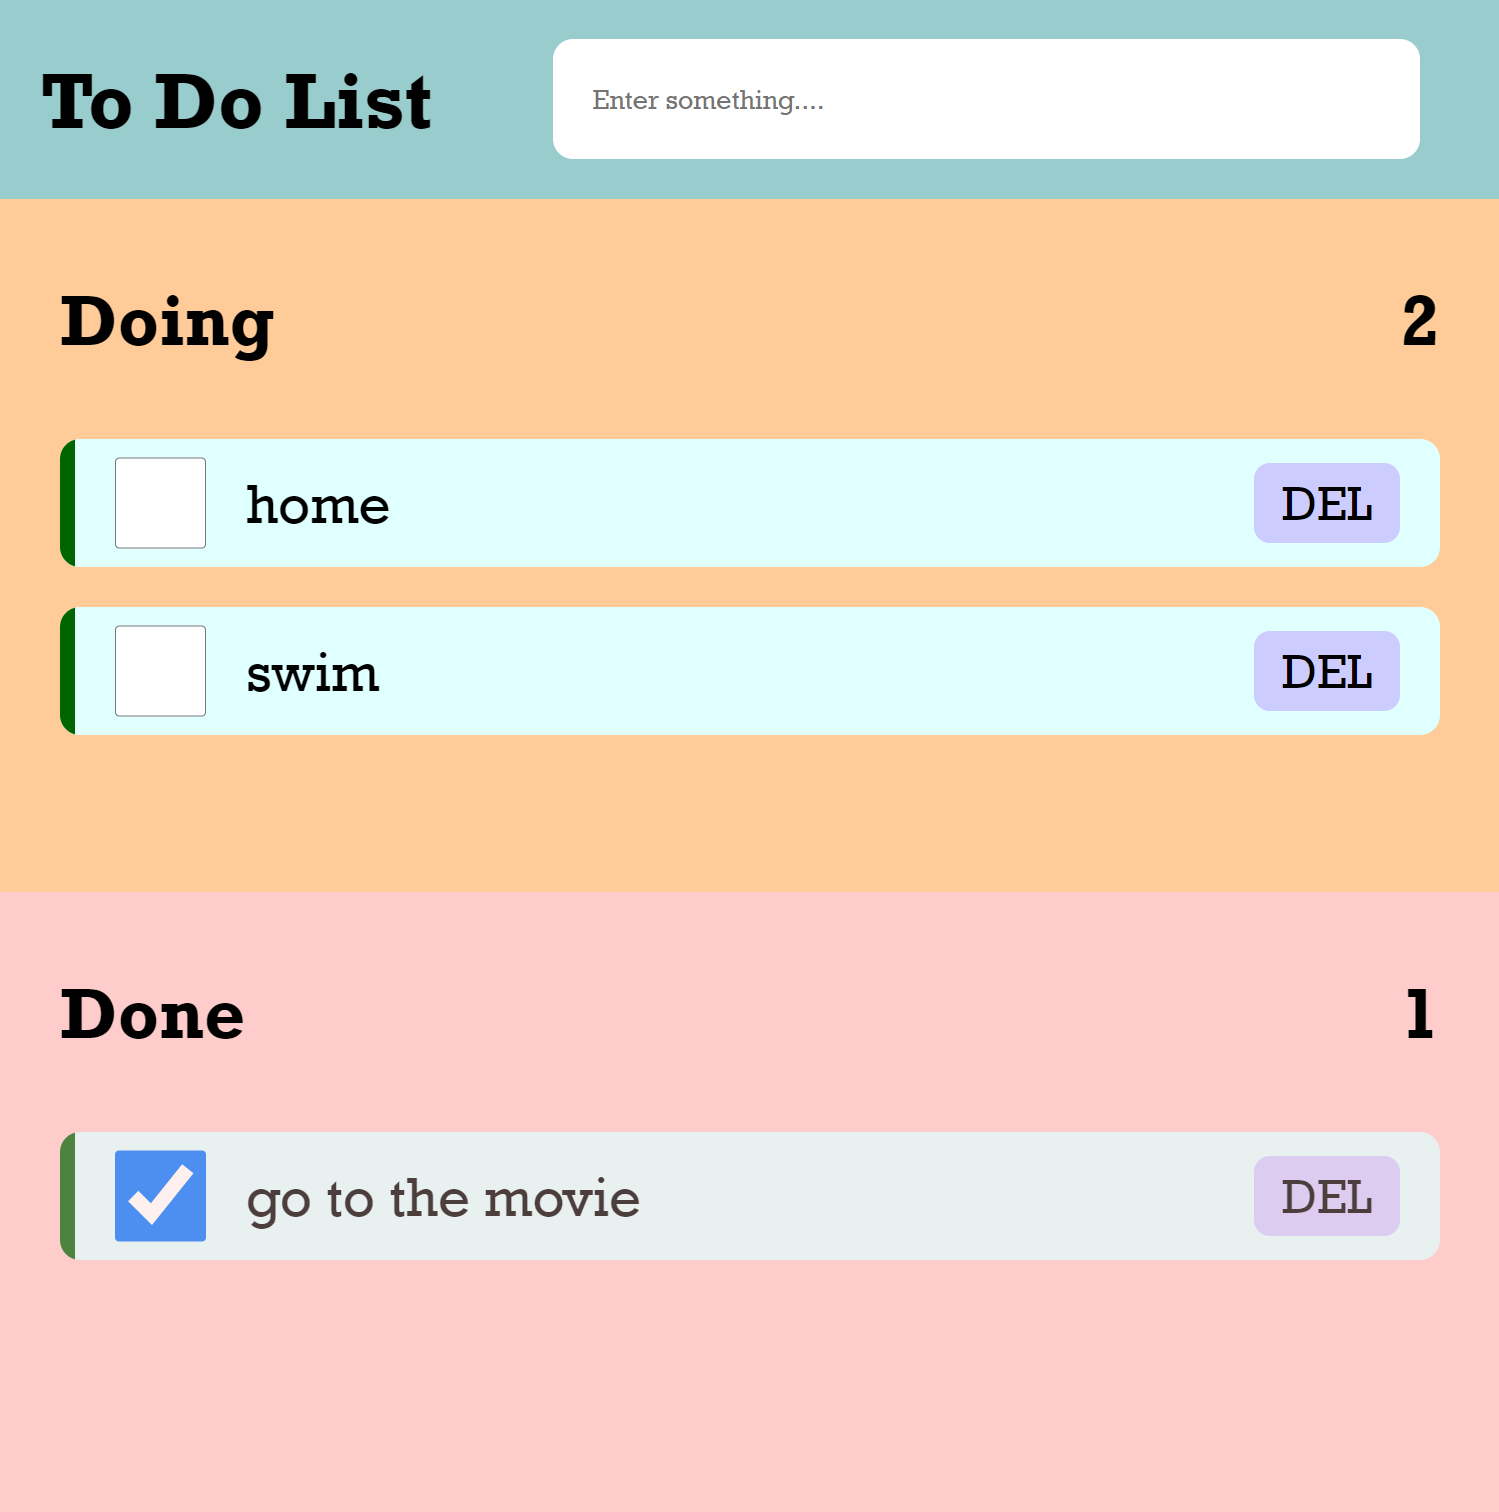 To Do List
Enter something....
Doing 2
home DEL
swim DEL
Done 1
go to the movie DEL